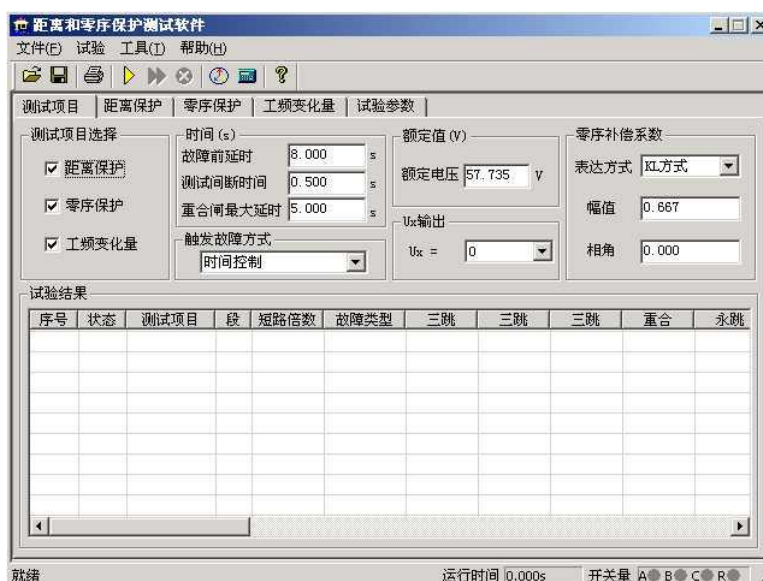 距离和零序保护测试软件
文件(F) 试验 工具(T) 帮助(H)
测试项目 距离保护 零序保护 工频变化量 试验参数
测试项目选择
距离保护
零序保护
工频变化量
时间(s)
故障前延时 8.000 s
测试间断时间 0.500 s
重合闸最大延时 5.000 s
触发故障方式
时间控制
额定值(V)
额定电压 57.735 V
Ux输出
Ux = 0
零序补偿系数
表达方式 KL方式
幅值 0.667
相角 0.000
试验结果
序号 状态 测试项目 段 短路倍数 故障类型 三跳 三跳 三跳 重合 永跳
就绪 运行时间 0.000s 开关量 A B C R